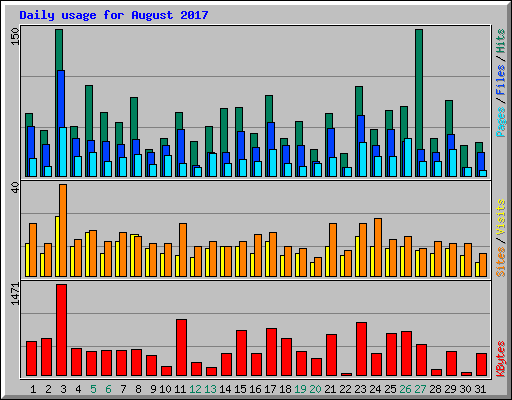 Daily usage for August 2017
150
Pages / Files / Hits
40
Sites / Visits
1471
KBytes
1 2 3 4 5 6 7 8 9 10 11 12 13 14 15 16 17 18 19 20 21 22 23 24 25 26 27 28 29 30 31